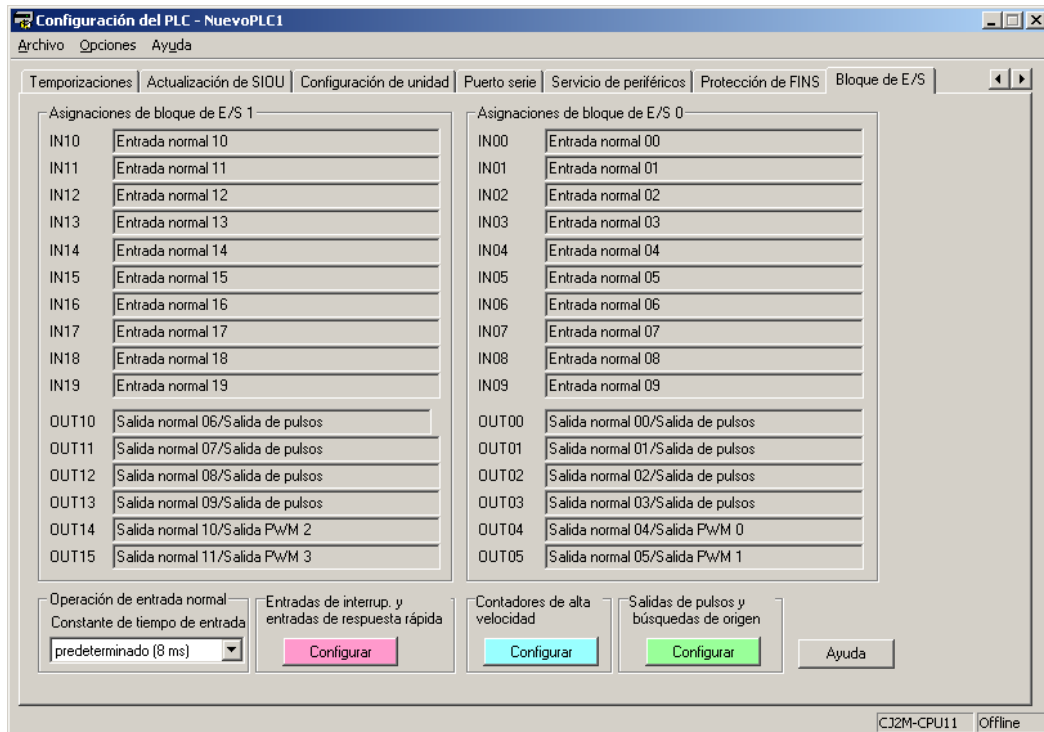 Configuración del PLC - NuevoPLC1
Archivo Opciones Ayuda
Temporizaciones Actualización de SIOU Configuración de unidad Puerto serie Servicio de periféricos Protección de FINS Bloque de E/S
Asignaciones de bloque de E/S 1
IN10 Entrada normal 10
IN11 Entrada normal 11
IN12 Entrada normal 12
IN13 Entrada normal 13
IN14 Entrada normal 14
IN15 Entrada normal 15
IN16 Entrada normal 16
IN17 Entrada normal 17
IN18 Entrada normal 18
IN19 Entrada normal 19
OUT10 Salida normal 06/Salida de pulsos
OUT11 Salida normal 07/Salida de pulsos
OUT12 Salida normal 08/Salida de pulsos
OUT13 Salida normal 09/Salida de pulsos
OUT14 Salida normal 10/Salida PWM 2
OUT15 Salida normal 11/Salida PWM 3
Asignaciones de bloque de E/S 0
IN00 Entrada normal 00
IN01 Entrada normal 01
IN02 Entrada normal 02
IN03 Entrada normal 03
IN04 Entrada normal 04
IN05 Entrada normal 05
IN06 Entrada normal 06
IN07 Entrada normal 07
IN08 Entrada normal 08
IN09 Entrada normal 09
OUT00 Salida normal 00/Salida de pulsos
OUT01 Salida normal 01/Salida de pulsos
OUT02 Salida normal 02/Salida de pulsos
OUT03 Salida normal 03/Salida de pulsos
OUT04 Salida normal 04/Salida PWM 0
OUT05 Salida normal 05/Salida PWM 1
Operación de entrada normal
Constante de tiempo de entrada
predeterminado (8 ms)
Entradas de interrup. y
entradas de respuesta rápida
Configurar
Contadores de alta
velocidad
Configurar
Salidas de pulsos y
búsquedas de origen
Configurar
Ayuda
CJ2M-CPU11 Offline